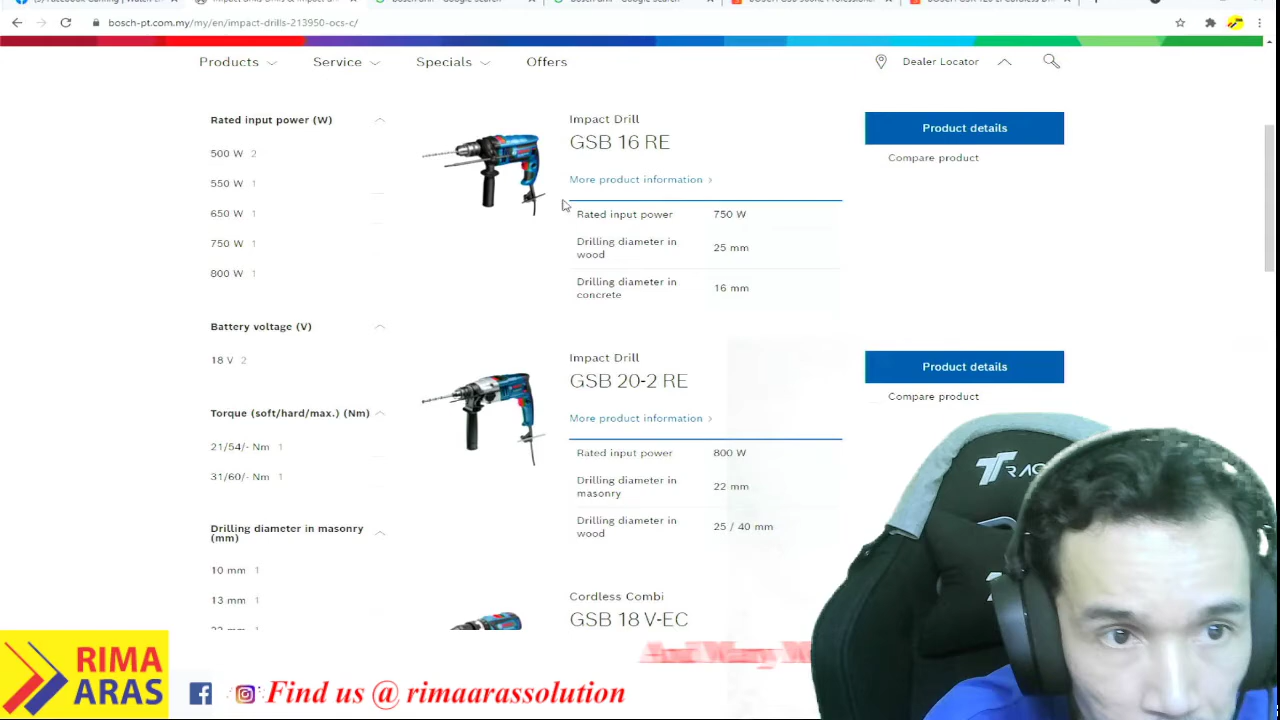 bosch-pt.com.my/my/en/impact-drills-213950-ocs-c/
Products
Service
Specials
Offers
Dealer Locator
Rated input power (W)
500 W 2
550 W 1
650 W 1
750 W 1
800 W 1
Battery voltage (V)
18 V 2
Torque (soft/hard/max.) (Nm)
21/54/- Nm 1
31/60/- Nm 1
Drilling diameter in masonry
(mm)
10 mm 1
13 mm 1
Impact Drill
GSB 16 RE
More product information >
Rated input power 750 W
Drilling diameter in
wood
25 mm
Drilling diameter in
concrete
16 mm
Product details
Compare product
Impact Drill
GSB 20-2 RE
More product information >
Rated input power 800 W
Drilling diameter in
masonry
22 mm
Drilling diameter in
wood
25 / 40 mm
Product details
Compare product
Cordless Combi
GSB 18 V-EC
RIMA
ARAS
Find us @ rimaarassolution